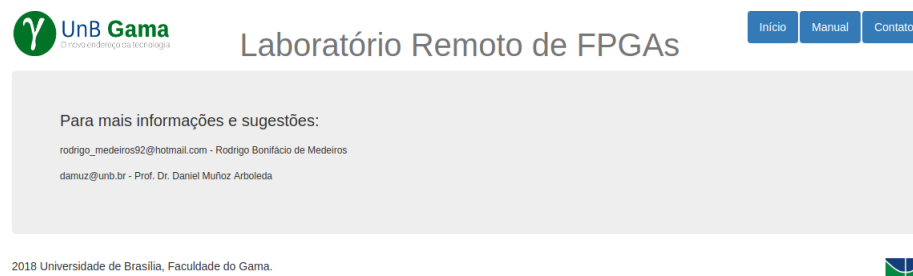 UnB Gama
O novo endereço da tecnologia
Laboratório Remoto de FPGAs
Início
Manual
Contato
Para mais informações e sugestões:
rodrigo_medeiros92@hotmail.com - Rodrigo Bonifácio de Medeiros
damuz@unb.br - Prof. Dr. Daniel Muñoz Arboleda
2018 Universidade de Brasília, Faculdade do Gama.